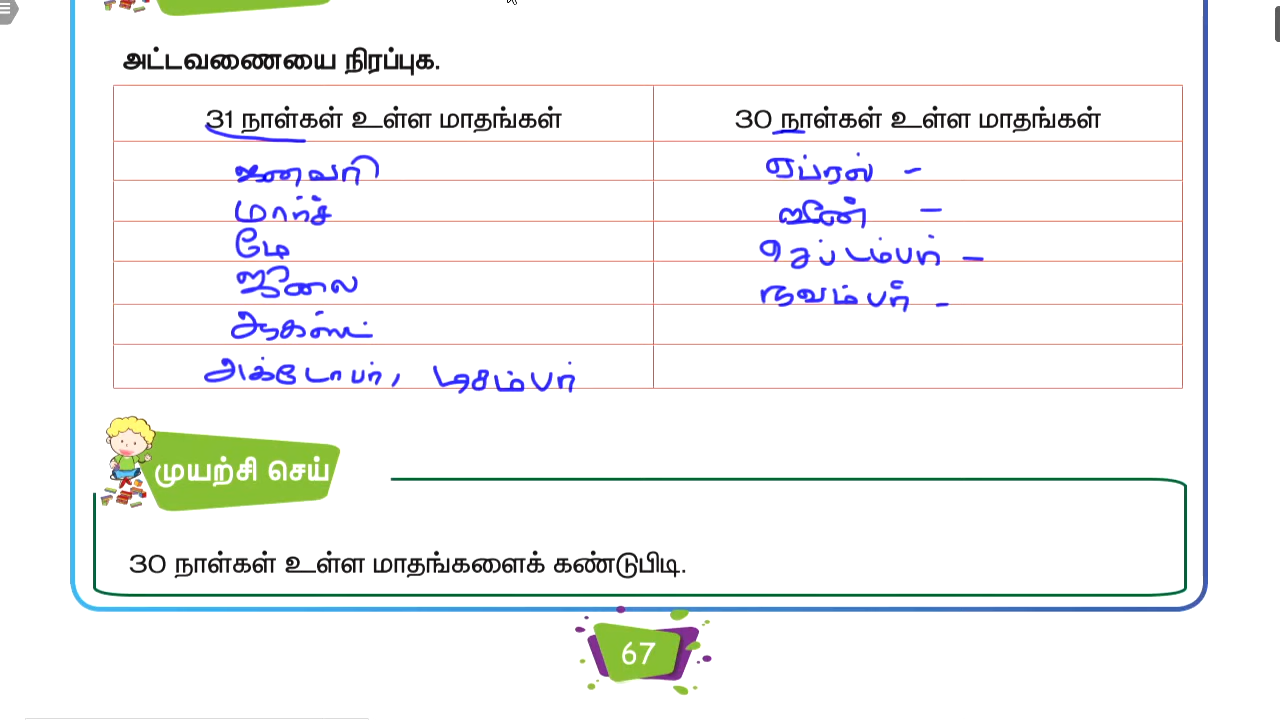 அட்டவணையை நிரப்புக.
31 நாள்கள் உள்ள மாதங்கள் 30 நாள்கள் உள்ள மாதங்கள்
ஜனவரி ஏப்ரல் -
மார்ச் ஜூன் -
மே செப்டம்பர் -
ஜூலை நவம்பர் -
ஆகஸ்ட்
அக்டோபர், டிசம்பர்
முயற்சி செய்
30 நாள்கள் உள்ள மாதங்களைக் கண்டுபிடி.
67